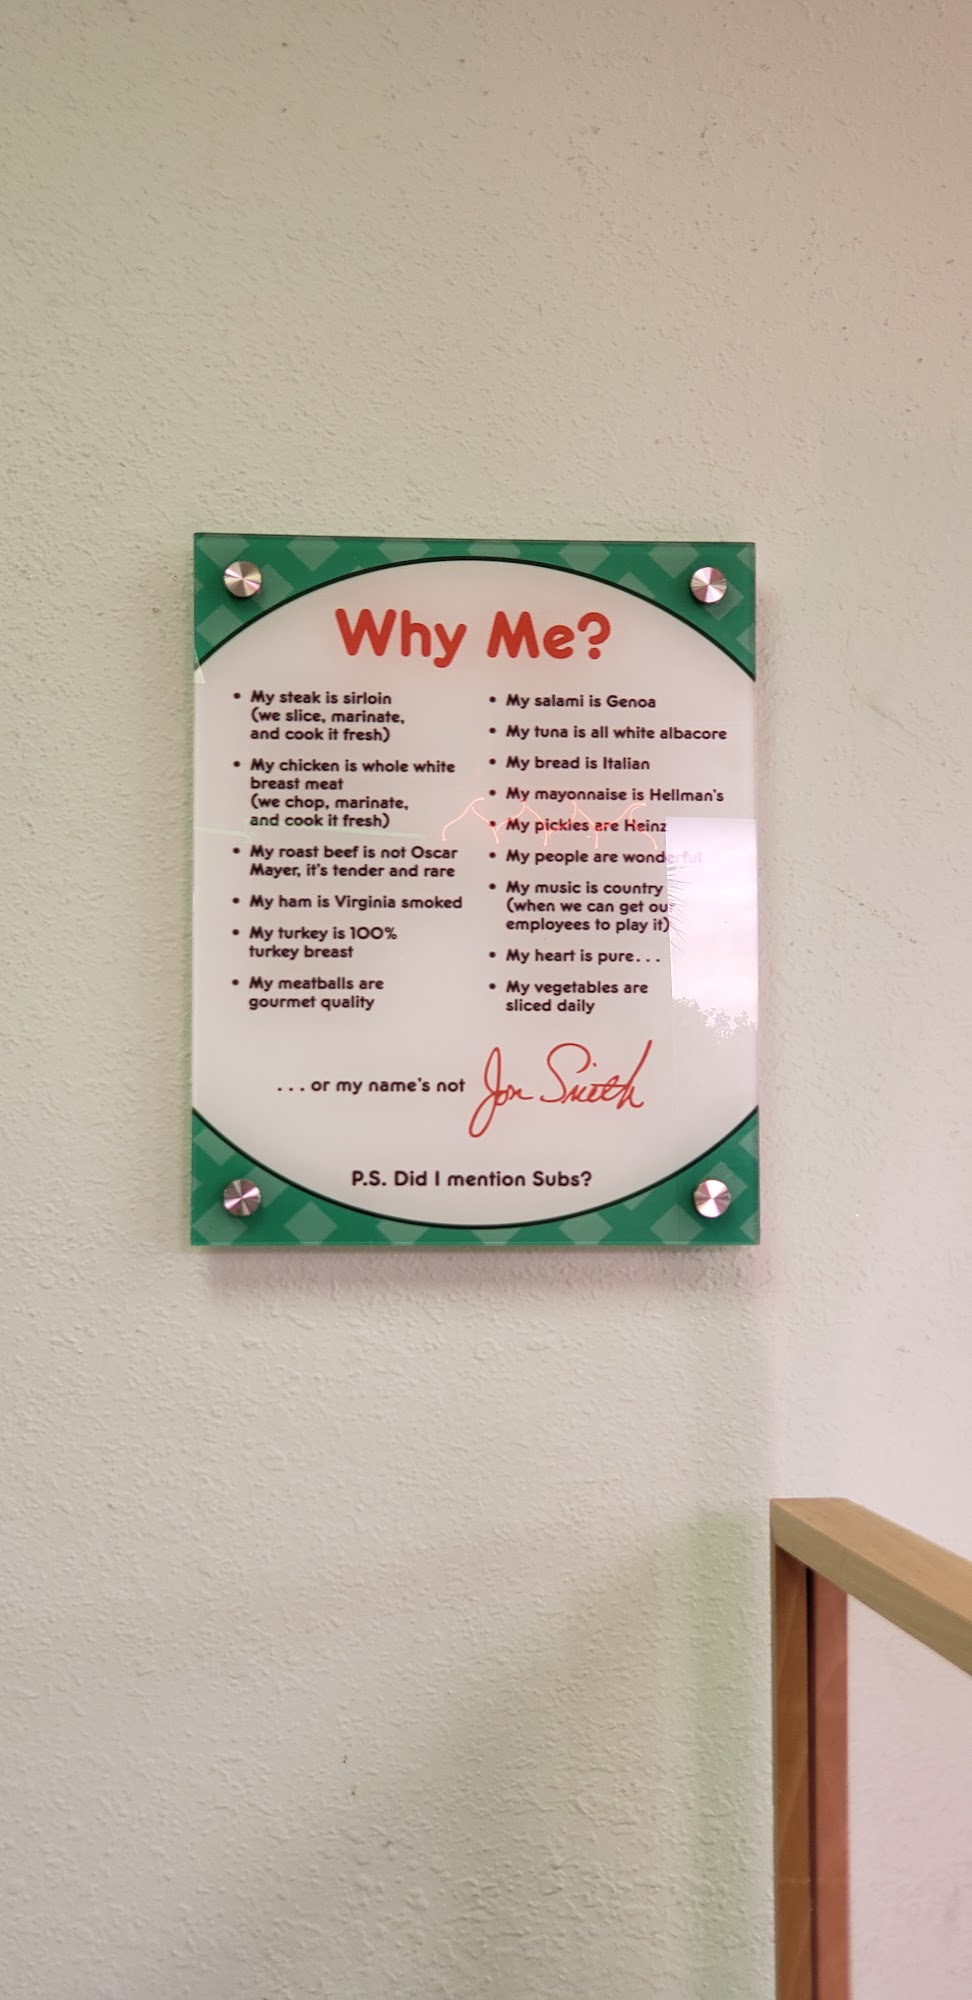 Why Me?
• My steak is sirloin
(we slice, marinate,
and cook it fresh)
• My chicken is whole white
breast meat
(we chop, marinate,
and cook it fresh)
• My roast beef is not Oscar
Mayer, it's tender and rare
• My ham is Virginia smoked
• My turkey is 100%
turkey breast
• My meatballs are
gourmet quality
• My salami is Genoa
• My tuna is all white albacore
• My bread is Italian
• My mayonnaise is Hellman's
• My pickles are Heinz
• My people are wonderful
• My music is country
(when we can get our
employees to play it)
• My heart is pure...
• My vegetables are
sliced daily
...or my name's not Jon Smith
P.S. Did I mention Subs?